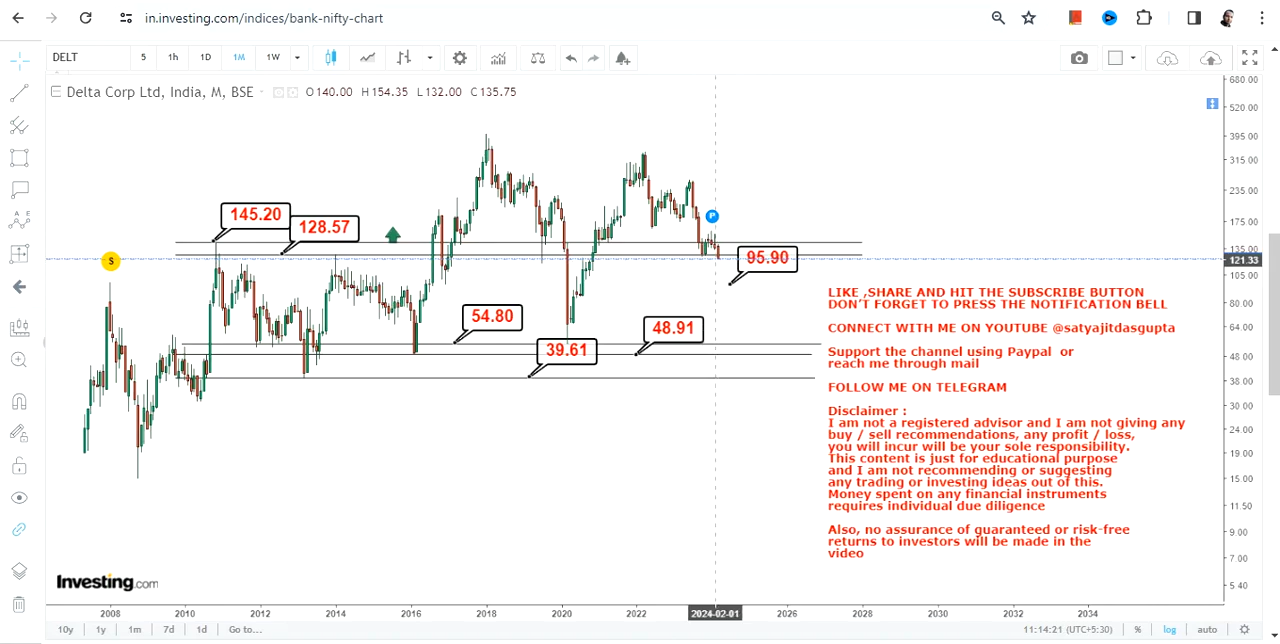 in.investing.com/indices/bank-nifty-chart
DELT 5 1h 1D 1M 1W
Delta Corp Ltd, India, M, BSE O140.00 H154.35 L132.00 C135.75
680.00
520.00
395.00
315.00
235.00
175.00
135.00
121.33
105.00
80.00
64.00
48.00
38.00
30.00
24.00
19.00
15.00
11.50
9.00
7.00
5.40
145.20
128.57
P
S
95.90
54.80
48.91
39.61
LIKE ,SHARE AND HIT THE SUBSCRIBE BUTTON
DON'T FORGET TO PRESS THE NOTIFICATION BELL
CONNECT WITH ME ON YOUTUBE @satyajitdasgupta
Support the channel using Paypal or
reach me through mail
FOLLOW ME ON TELEGRAM
Disclaimer :
I am not a registered advisor and I am not giving any
buy / sell recommendations, any profit / loss,
you will incur will be your sole responsibility.
This content is just for educational purpose
and I am not recommending or suggesting
any trading or investing ideas out of this.
Money spent on any financial instruments
requires individual due diligence
Also, no assurance of guaranteed or risk-free
returns to investors will be made in the
video
Investing.com
2008 2010 2012 2014 2016 2018 2020 2022 2024-02-01 2026 2028 2030 2032 2034
10y 1y 1m 7d 1d Go to... 11:14:21 (UTC+5:30) % log auto